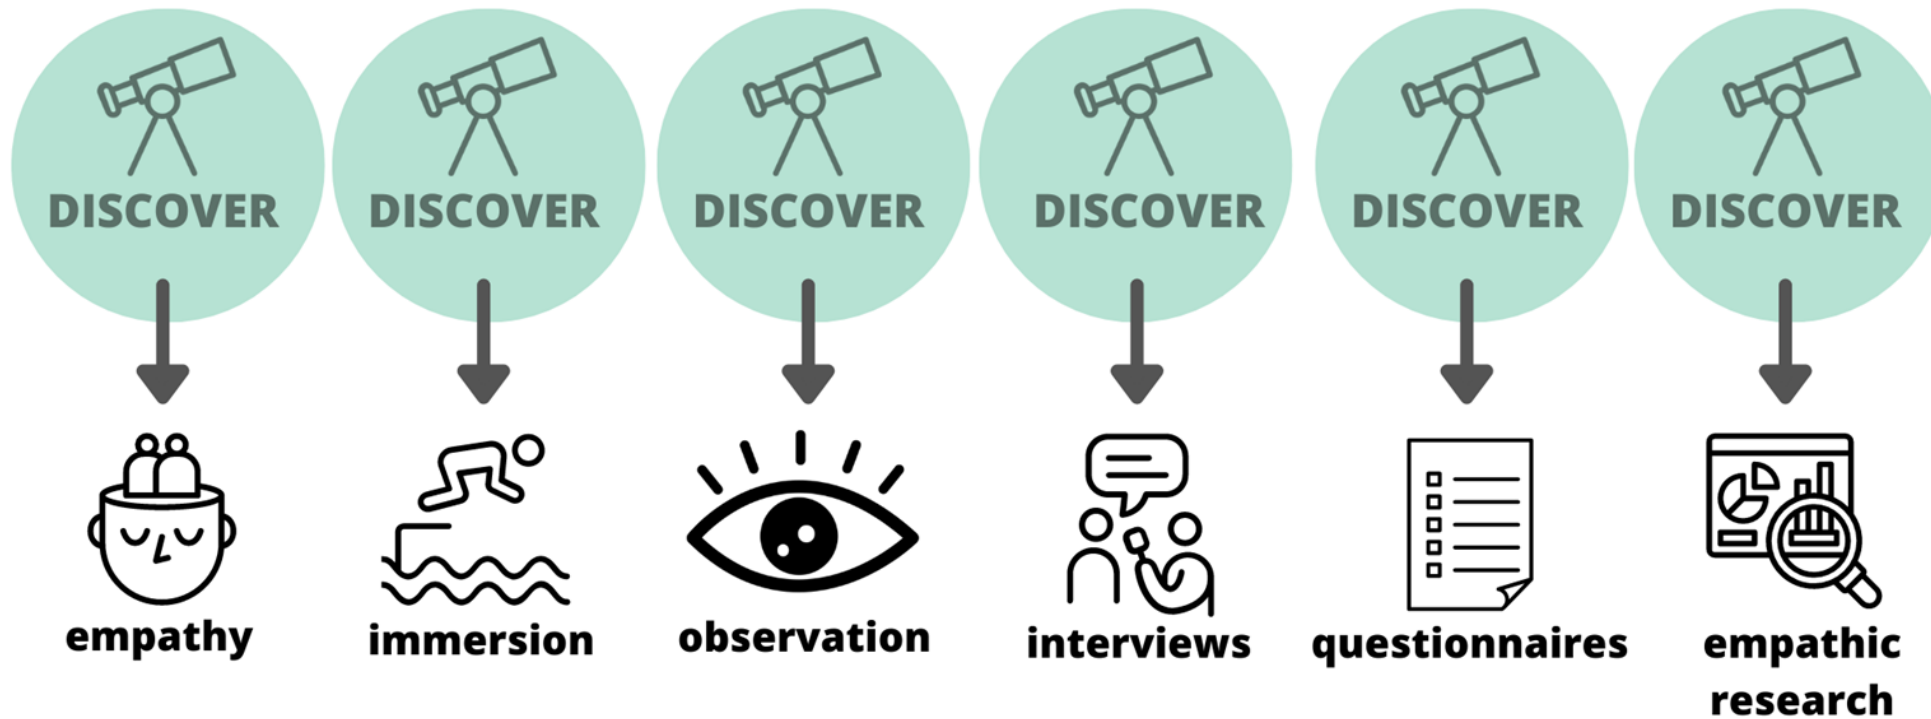 DISCOVER
DISCOVER
DISCOVER
DISCOVER
DISCOVER
DISCOVER
empathy
immersion
observation
interviews
questionnaires
empathic
research